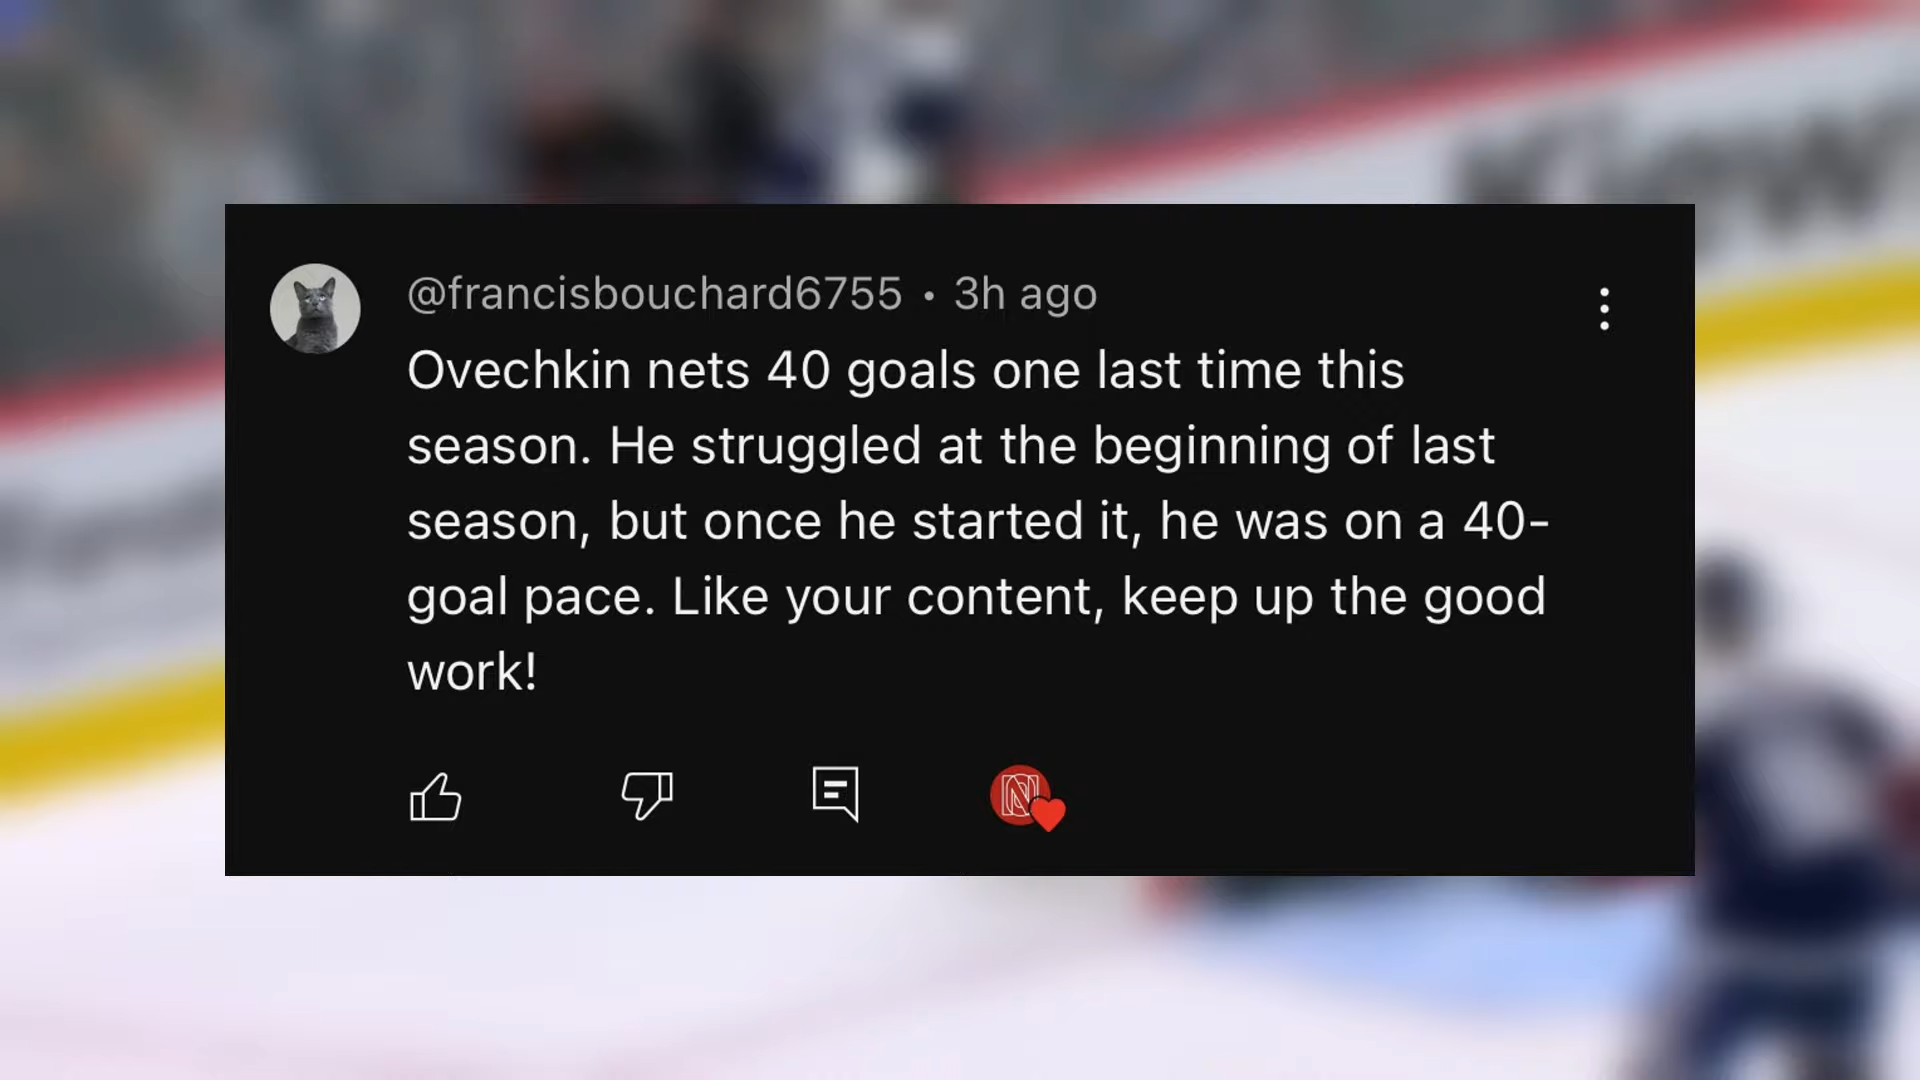 @francisbouchard6755 • 3h ago
Ovechkin nets 40 goals one last time this
season. He struggled at the beginning of last
season, but once he started it, he was on a 40-
goal pace. Like your content, keep up the good
work!